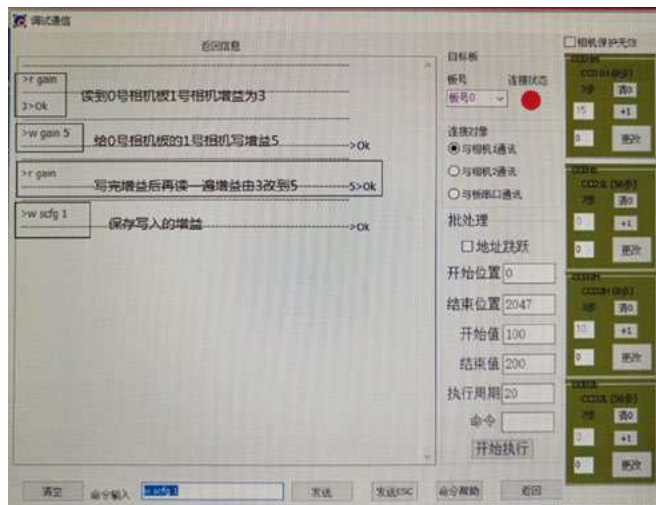 调试通信
返回信息
>r gain
3>Ok
读到0号相机板1号相机增益为3
>w gain 5
给0号相机板的1号相机写增益5
>Ok
>r gain
写完增益后再读一遍增益由3改到5
5>Ok
>w scfg 1
保存写入的增益
>Ok
目标板
板号
连接状态
板号0
连接对象
与相机1通讯
与相机2通讯
与板串口通讯
批处理
地址跳跃
开始位置 0
结束位置 2047
开始值 100
结束值 200
执行周期 20
命令
开始执行
相机保护无效
清0
15
+1
0
更改
清0
+1
0
更改
清0
10
+1
0
更改
清0
+1
0
更改
清空
命令输入
w scfg 1
发送
发送ESC
命令帮助
返回